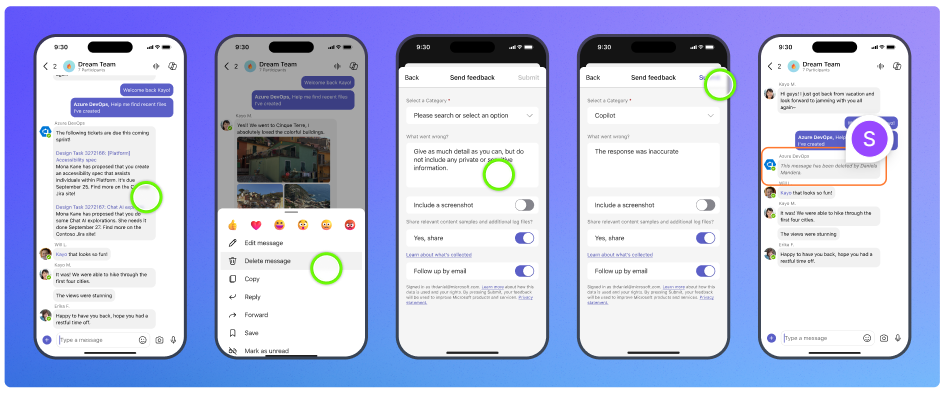 9:30
2
Dream Team
7 Participants
again
Welcome back Kayo!
Azure DevOps, Help me find recent files
I've created
Azure DevOps
The following tickets are due this coming
sprint!
Design Task 3272166: [Platform]
Accessibility spec
Mona Kane has proposed that you create
an accessibility spec that assists
individuals within Platform. It's due
September 25. Find more on the Contoso
Jira site!
Design Task 3272167: Chat AI
Mona Kane has proposed that you do
some Chat AI explorations. She needs it
done September 27. Find more on the
Contoso Jira site!
Will L.
Kayo that looks so fun!
Kayo M.
It was! We were able to hike through the
first four cities.
The views were stunning
Erika F.
Happy to have you back, hope you had a
restful time off.
Type a message
9:30
2
Dream Team
7 Participants
Welcome back Kayo!
Azure DevOps, Help me find recent files
I've created
Kayo M.
Yes! We went to Cinque Terre, I
absolutely loved the colorful buildings.
Edit message
Delete message
Copy
Reply
Forward
Save
Mark as unread
9:30
Back
Send feedback
Submit
Select a Category *
Please search or select an option
What went wrong?
Give as much detail as you can, but do
not include any private or sensitive
information.
Include a screenshot
Share relevant content samples and additional log files?
Yes, share
Learn about what's collected
Follow up by email
Signed in as
Learn more about how this
data is used and your rights. By pressing Submit, your feedback
will be used to improve Microsoft products and services. Privacy
statement.
9:30
Back
Send feedback
Submit
Select a Category *
Copilot
What went wrong?
The response was inaccurate
Include a screenshot
Share relevant content samples and additional log files?
Yes, share
Learn about what's collected
Follow up by email
Signed in as
Learn more about how this
data is used and your rights. By pressing Submit, your feedback
will be used to improve Microsoft products and services. Privacy
statement.
9:30
2
Dream Team
7 Participants
Kayo M.
Hi guys! I just got back from vacation and
look forward to jamming with you all
again~
Azure DevOps, Help me
I've created
S
Azure DevOps
This message has been deleted by Daniela
Mandera.
Will L.
Kayo that looks so fun!
Kayo M.
It was! We were able to hike through the
first four cities.
The views were stunning
Erika F.
Happy to have you back, hope you had a
restful time off.
Type a message